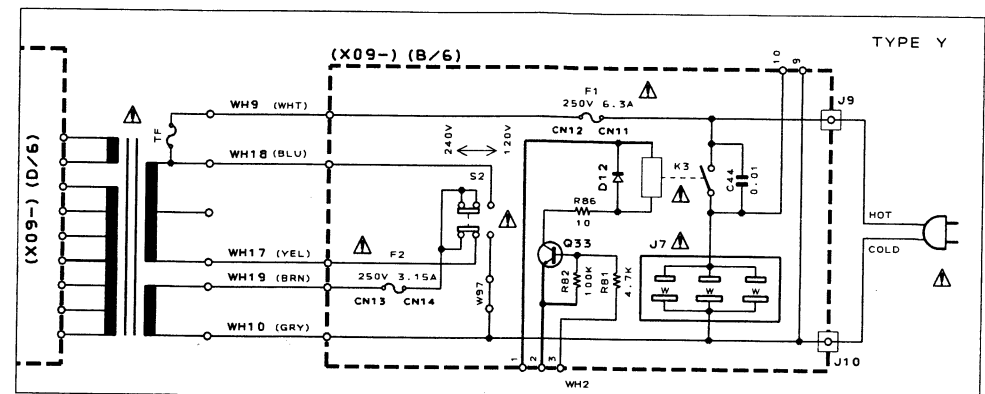 TYPE Y
(X09-) (B/6)
(X09-) (D/6)
10
9
F1
250V 6.3A
CN12 CN11
J9
WH9 (WHT)
TF
WH18 (BLU)
240V
120V
S2
D12
K3
C44
0.01
R86
10
HOT
COLD
WH17 (YEL)
F2
250V 3.15A
CN13 CN14
WH19 (BRN)
Q33
R82
100K
R81
4.7K
J7
W W W
W97
WH10 (GRY)
1
2
3
WH2
J10